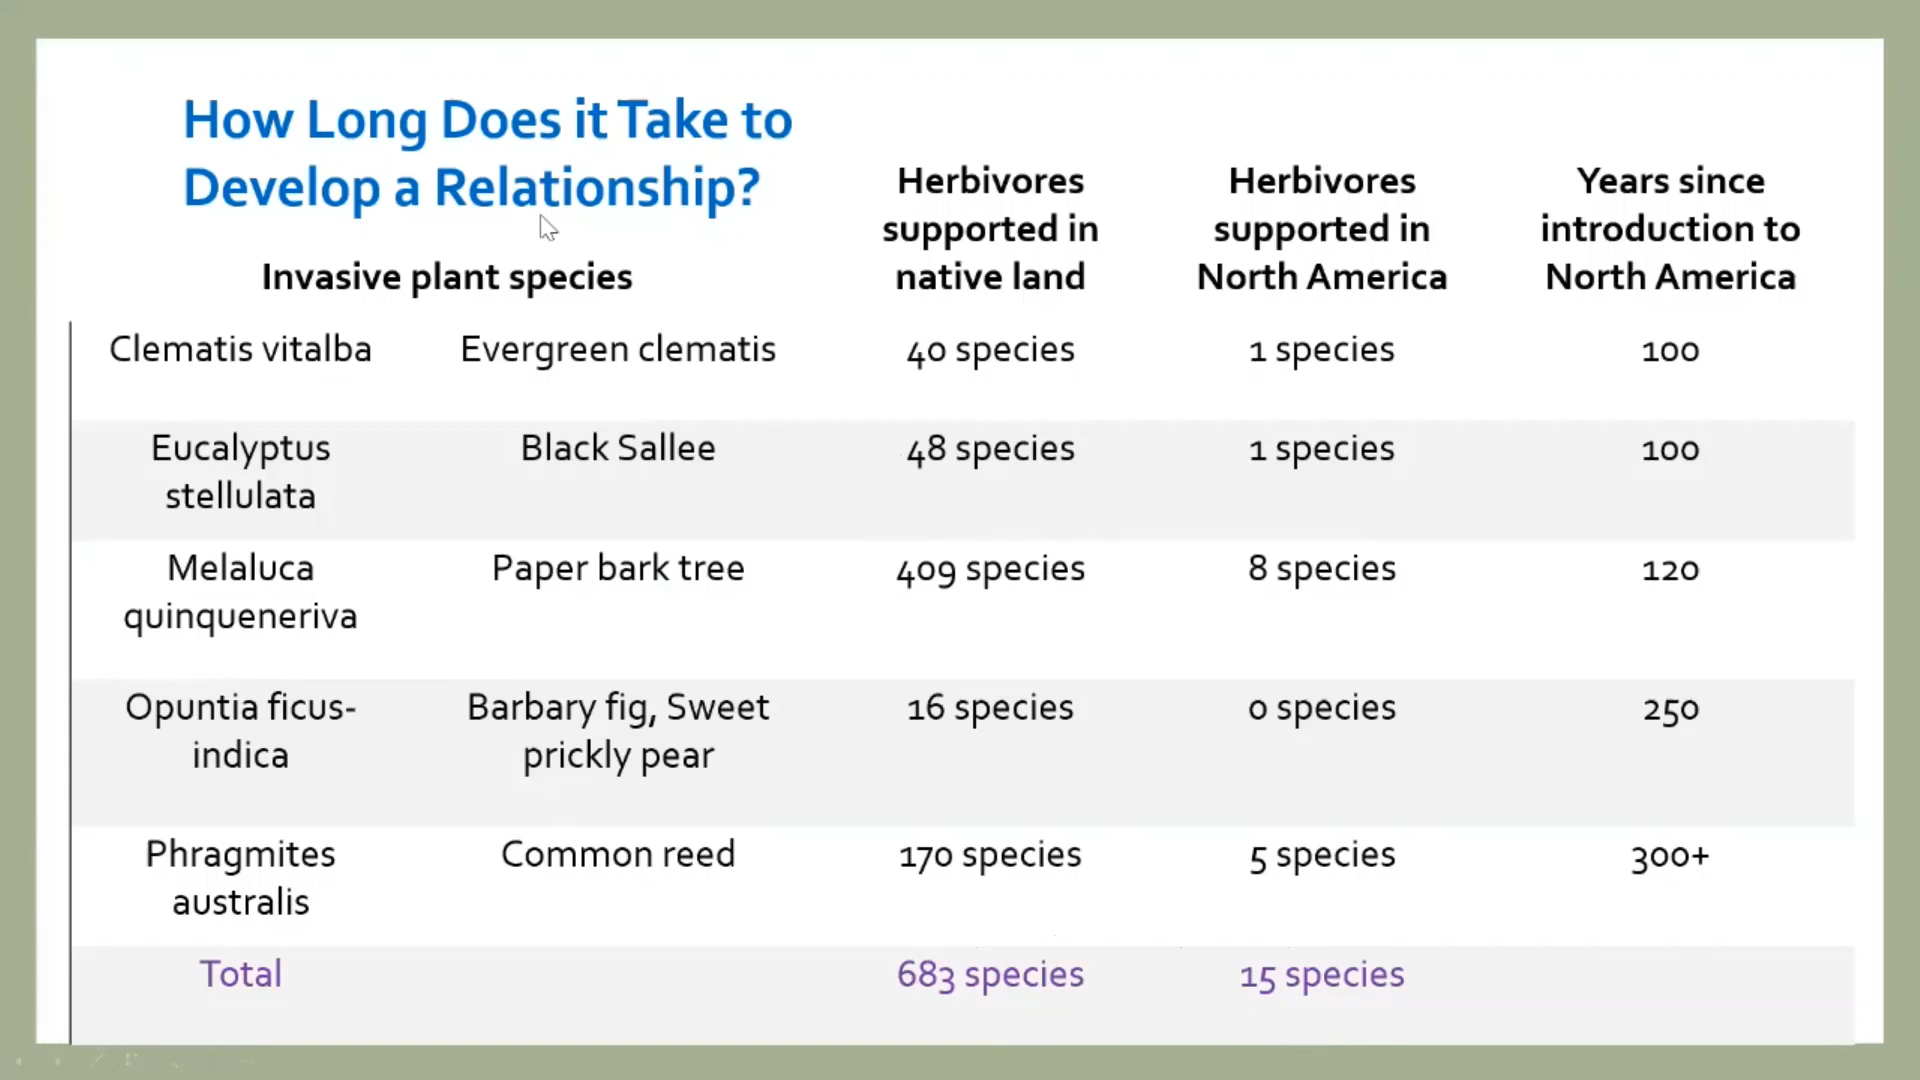 How Long Does it Take to
Develop a Relationship?
Invasive plant species
Herbivores
supported in
native land
Herbivores
supported in
North America
Years since
introduction to
North America
Clematis vitalba Evergreen clematis 40 species 1 species 100
Eucalyptus
stellulata
Black Sallee 48 species 1 species 100
Melaluca
quinqueneriva
Paper bark tree 409 species 8 species 120
Opuntia ficus-
indica
Barbary fig, Sweet
prickly pear
16 species 0 species 250
Phragmites
australis
Common reed 170 species 5 species 300+
Total 683 species 15 species